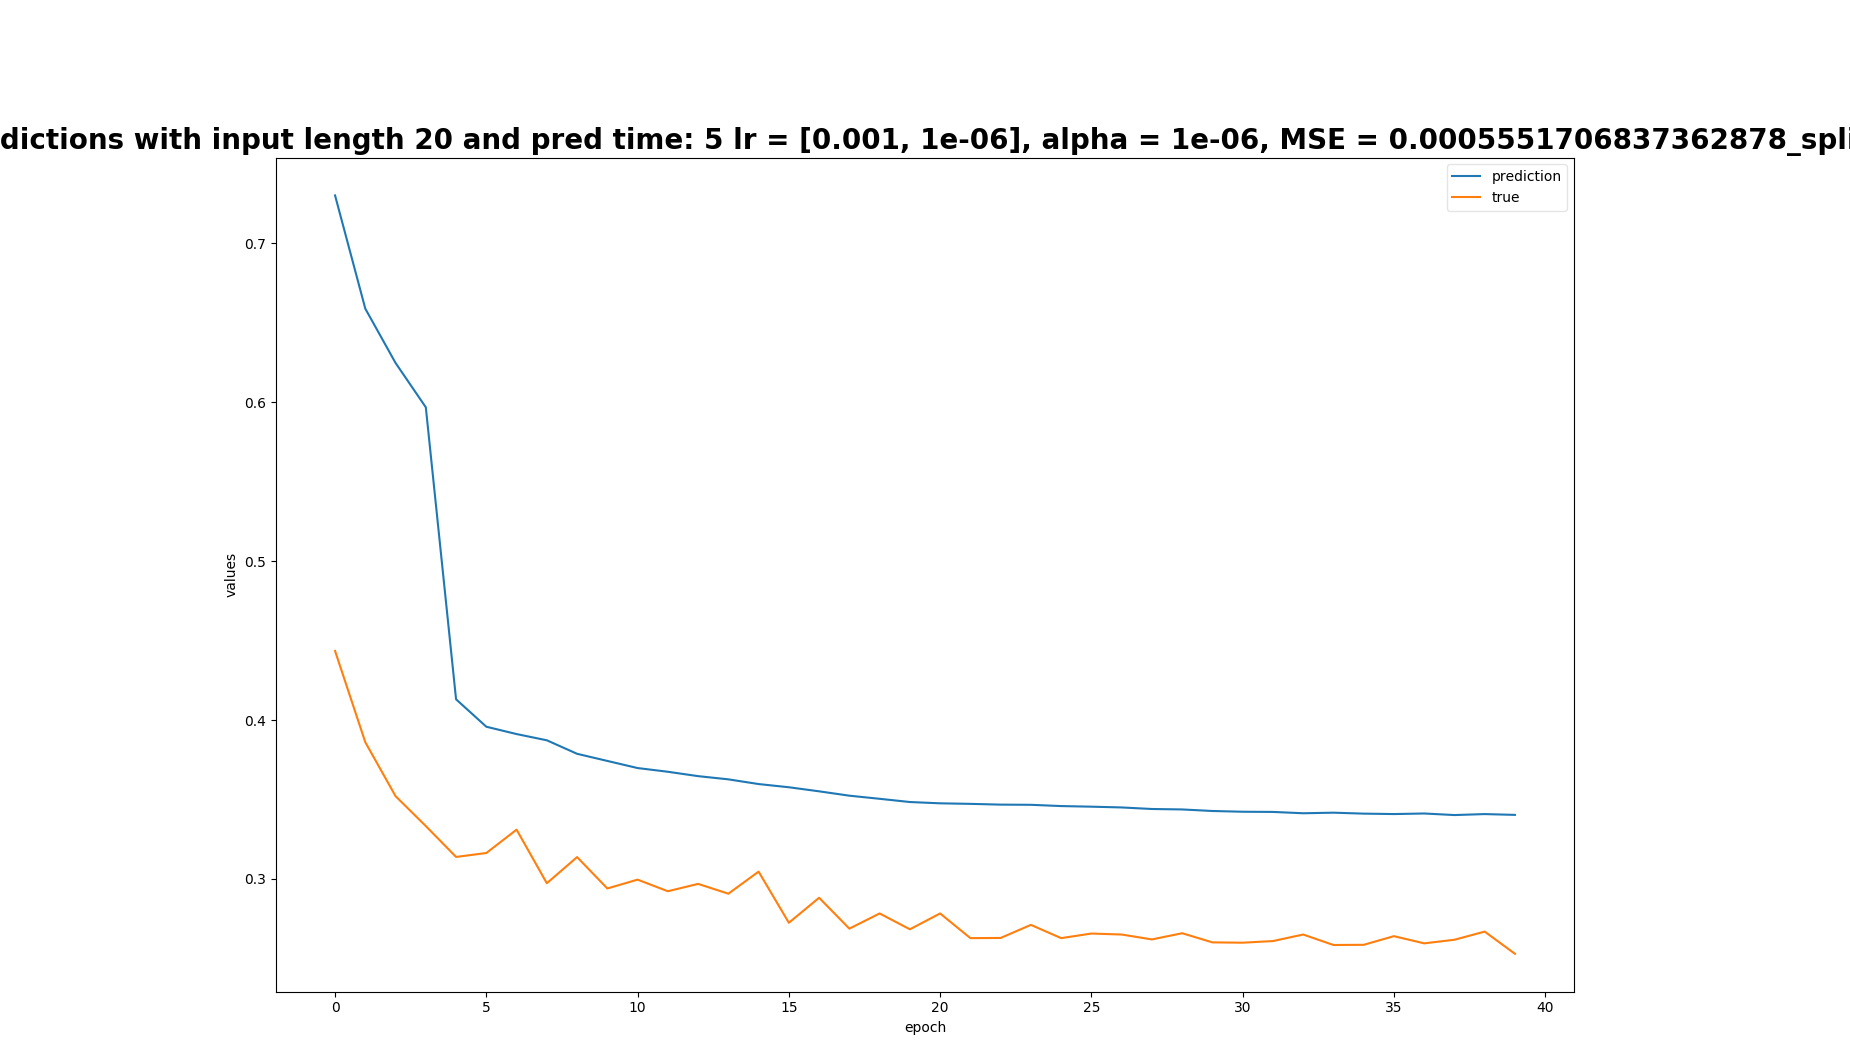 dictions with input length 20 and pred time: 5 lr = [0.001, 1e-06], alpha = 1e-06, MSE = 0.0005551706837362878_spli
prediction
true
0.7
0.6
0.5
0.4
0.3
values
0 5 10 15 20 25 30 35 40
epoch